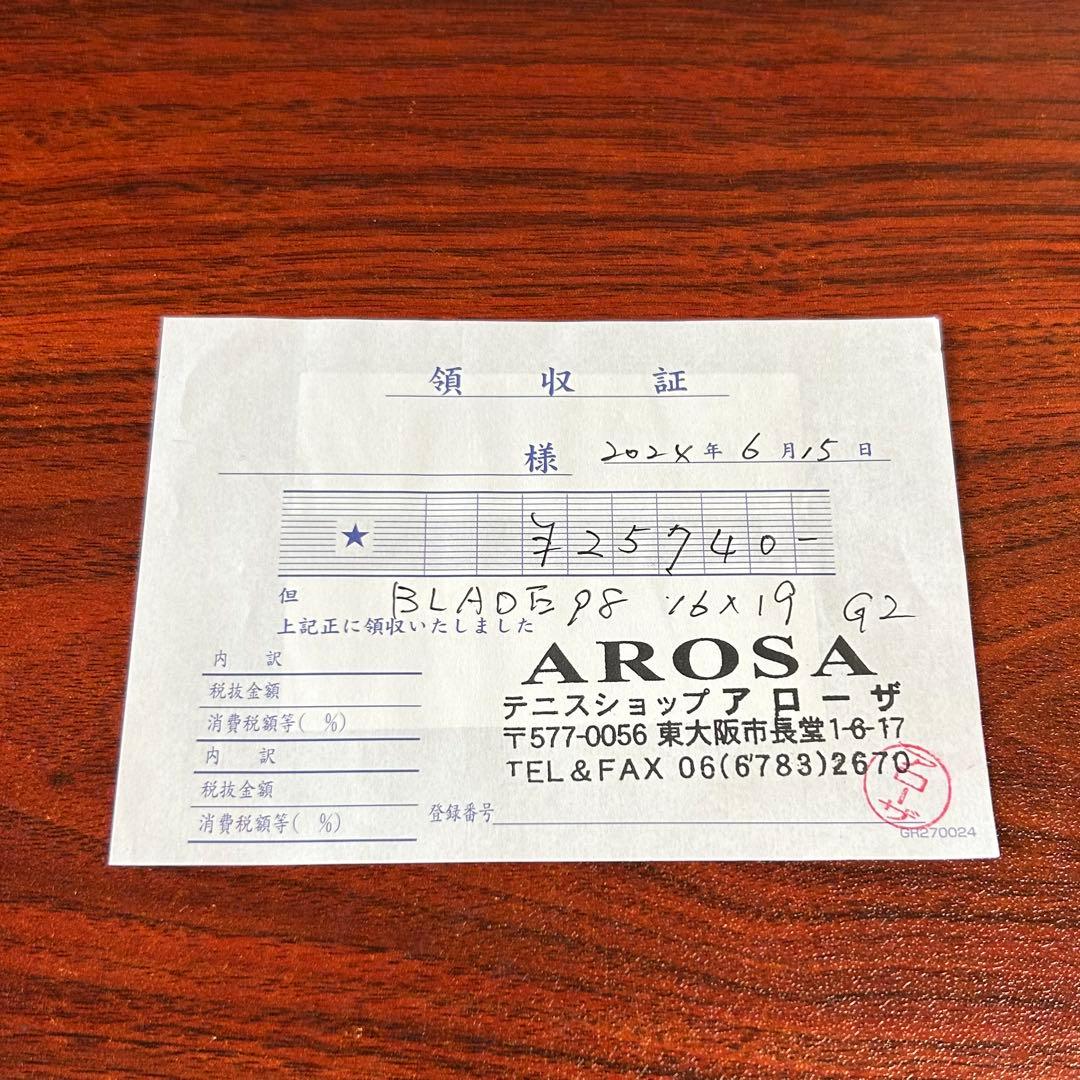 領収証
様 2024年6月15日
★ ¥25740-
但 BLADE98 16×19 G2
上記正に領収いたしました
AROSA
テニスショップアローザ
〒577-0056 東大阪市長堂1-6-17
TEL&FAX 06(6783)2670
アローザ
内訳
税抜金額
消費税額等( %)
内訳
税抜金額
消費税額等( %)
登録番号
GR270024